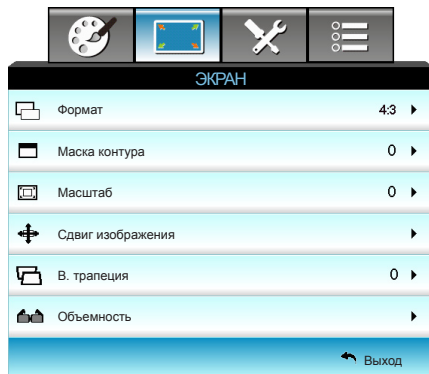 ЭКРАН
Формат 4:3
Маска контура 0
Масштаб 0
Сдвиг изображения
В. трапеция 0
Объемность
Выход